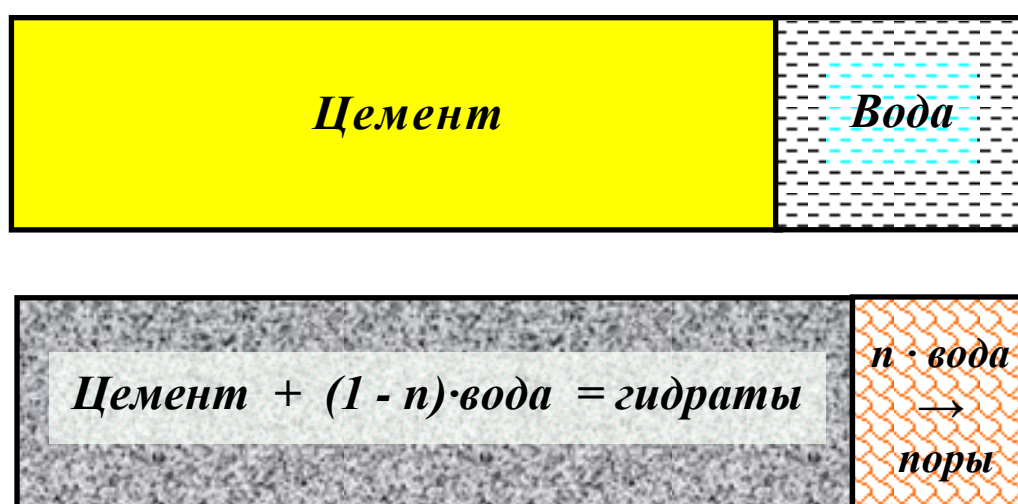 Цемент
Вода
Цемент + (1 - n)·вода = гидраты
n · вода
→
поры